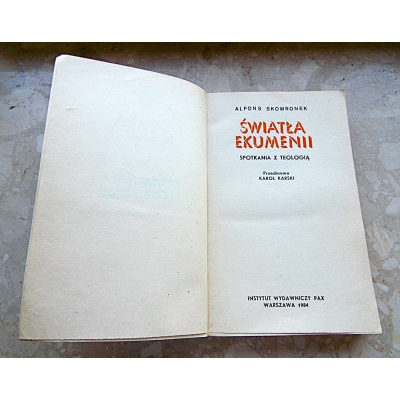 ALFONS SKOWRONEK
ŚWIATŁA
EKUMENII
SPOTKANIA Z TEOLOGIĄ
Przedmowa
KAROL KARSKI
INSTYTUT WYDAWNICZY PAX
WARSZAWA 1984